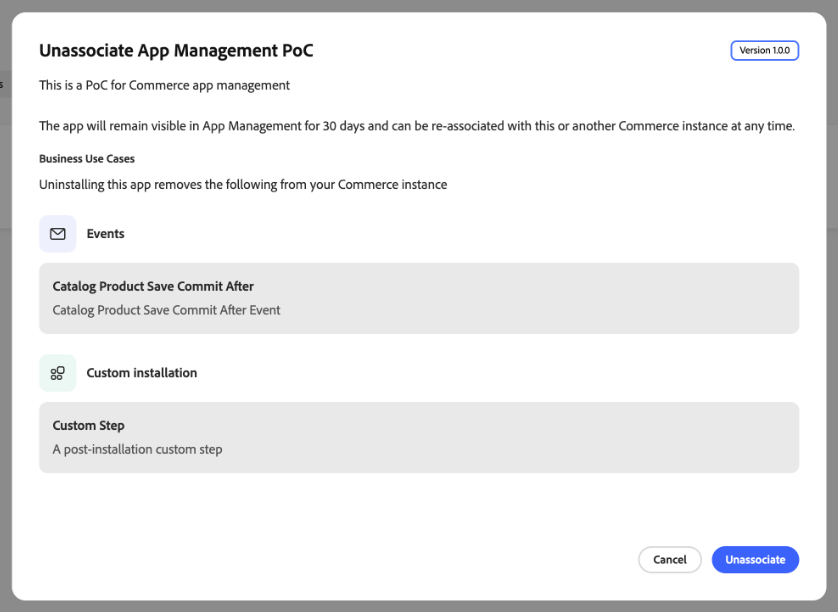 Unassociate App Management PoC
Version 1.0.0
This is a PoC for Commerce app management
The app will remain visible in App Management for 30 days and can be re-associated with this or another Commerce instance at any time.
Business Use Cases
Uninstalling this app removes the following from your Commerce instance
Events
Catalog Product Save Commit After
Catalog Product Save Commit After Event
Custom installation
Custom Step
A post-installation custom step
Cancel
Unassociate